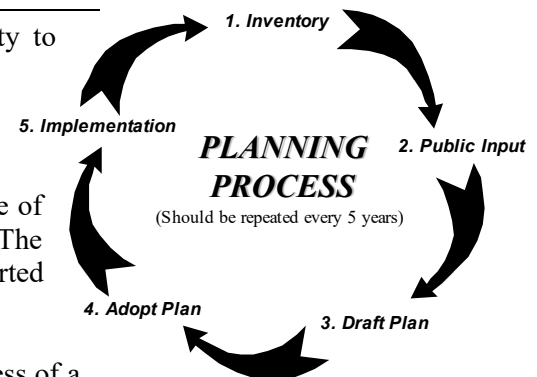 ty to
1. Inventory
5. Implementation
PLANNING
PROCESS
(Should be repeated every 5 years)
2. Public Input
e of
The
rted
4. Adopt Plan
3. Draft Plan
ess of a